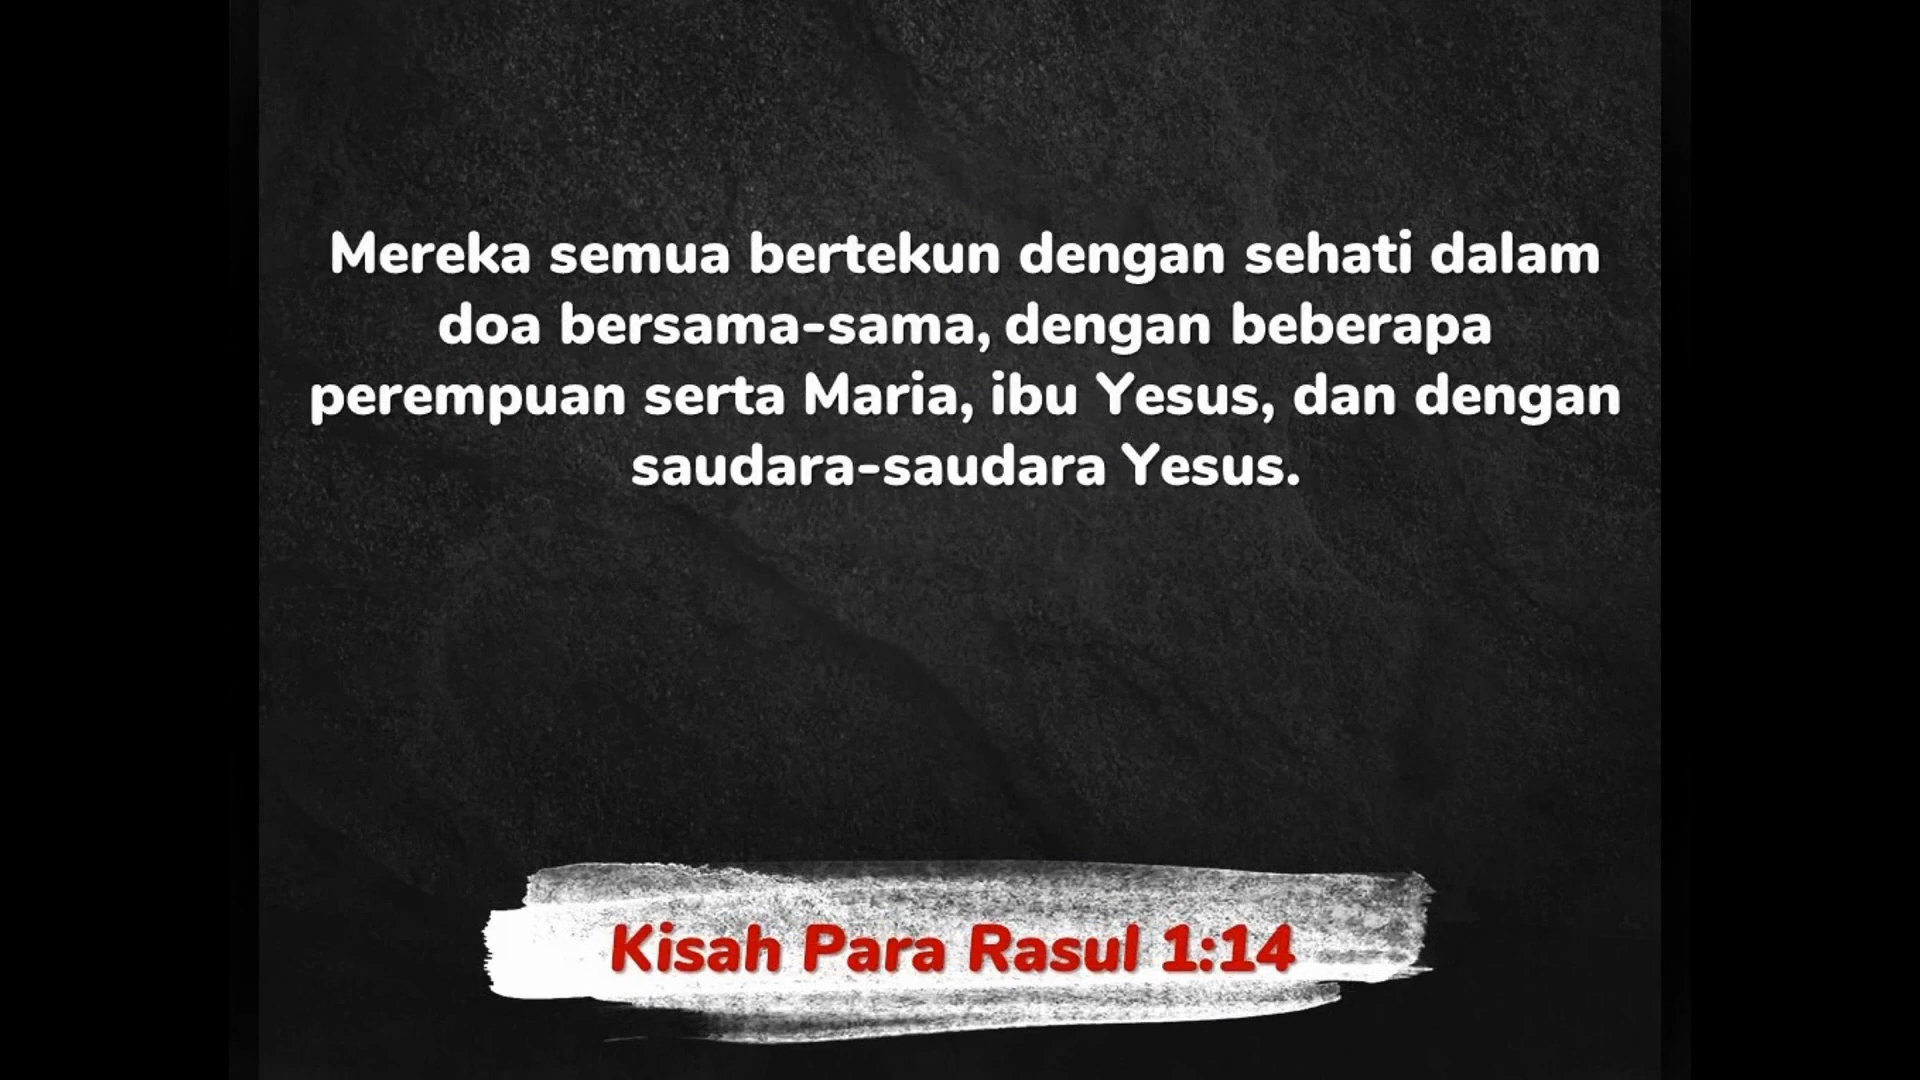 Mereka semua bertekun dengan sehati dalam
doa bersama-sama, dengan beberapa
perempuan serta Maria, ibu Yesus, dan dengan
saudara-saudara Yesus.
Kisah Para Rasul 1:14